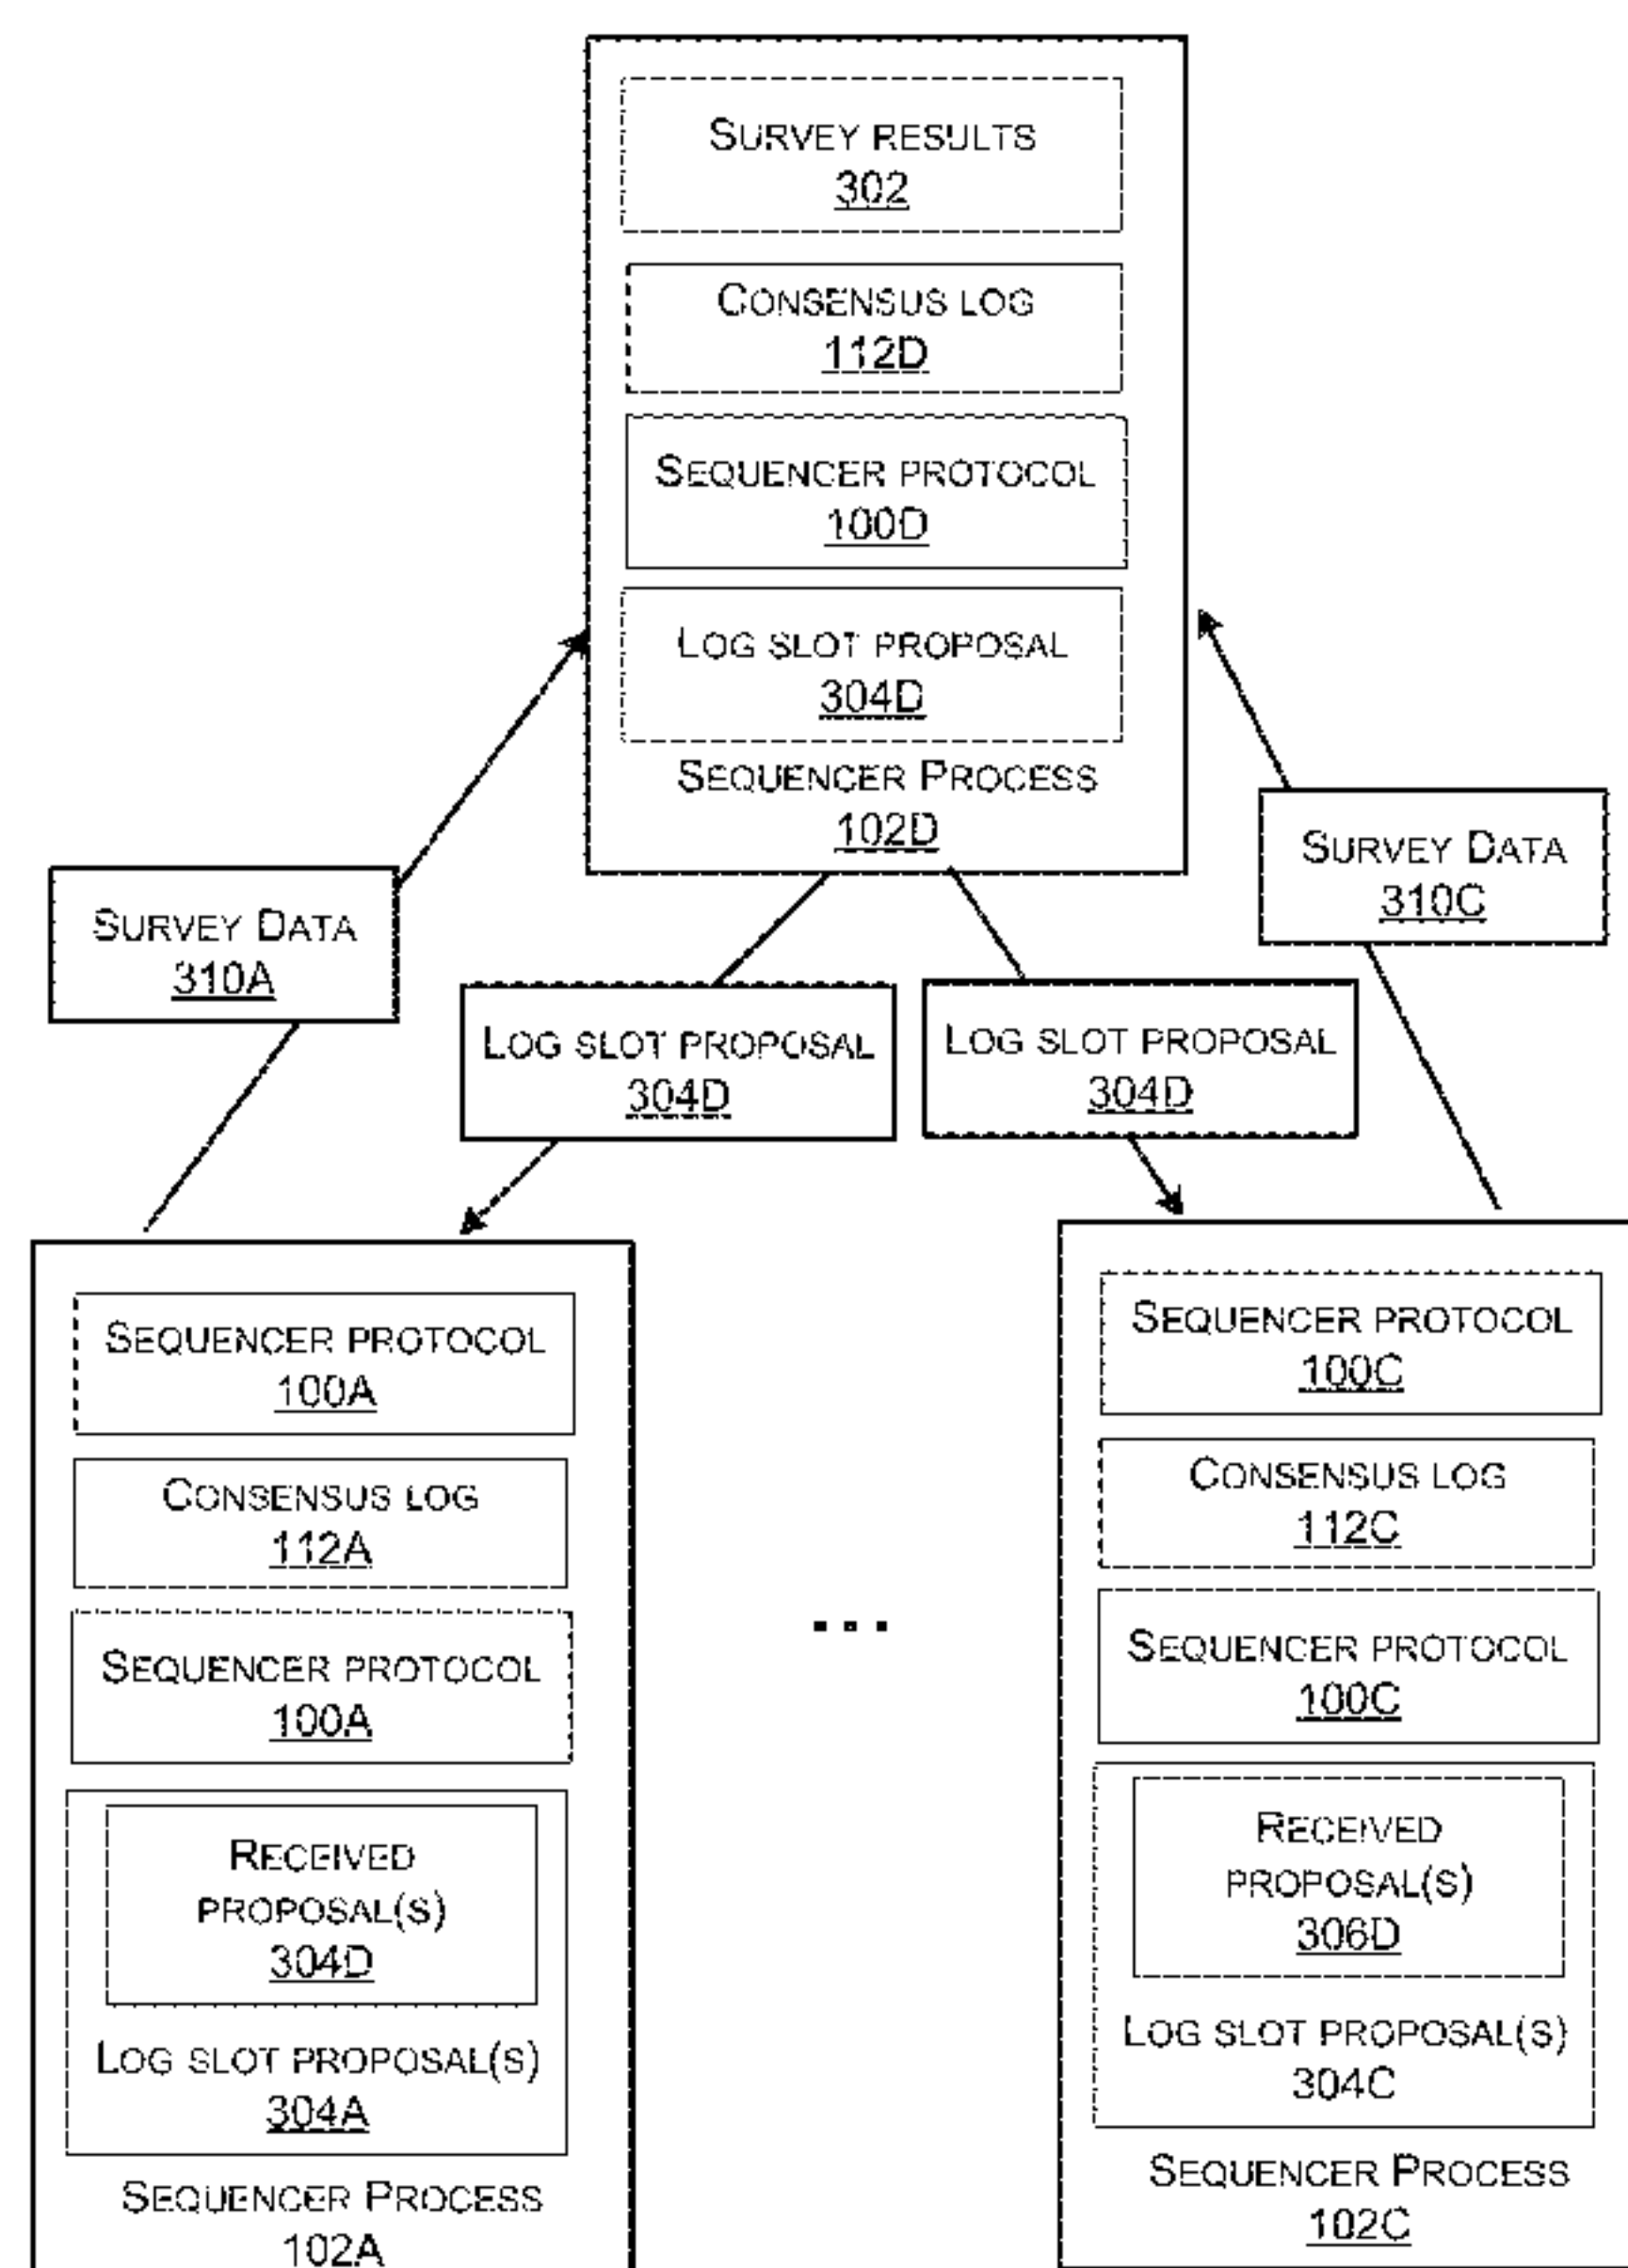 SURVEY RESULTS
302
CONSENSUS LOG
112D
SEQUENCER PROTOCOL
100D
LOG SLOT PROPOSAL
304D
SEQUENCER PROCESS
102D
SURVEY DATA
310A
SURVEY DATA
310C
LOG SLOT PROPOSAL
304D
LOG SLOT PROPOSAL
304D
SEQUENCER PROTOCOL
100A
CONSENSUS LOG
112A
SEQUENCER PROTOCOL
100A
RECEIVED
PROPOSAL(S)
304D
LOG SLOT PROPOSAL(S)
304A
SEQUENCER PROCESS
102A
...
SEQUENCER PROTOCOL
100C
CONSENSUS LOG
112C
SEQUENCER PROTOCOL
100C
RECEIVED
PROPOSAL(S)
306D
LOG SLOT PROPOSAL(S)
304C
SEQUENCER PROCESS
102C